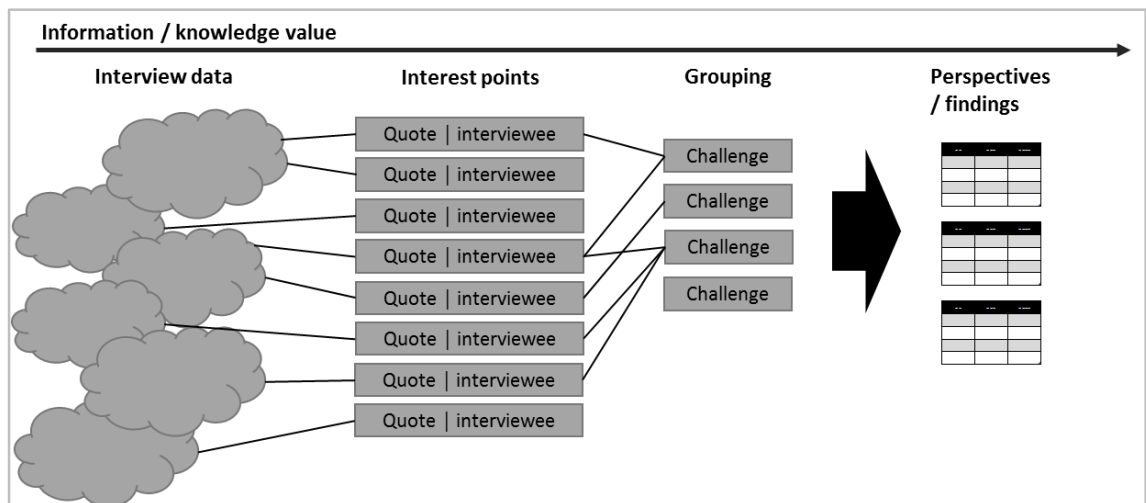 Information / knowledge value
Interview data
Interest points
Grouping
Perspectives
/ findings
Quote | interviewee
Quote | interviewee
Quote | interviewee
Quote | interviewee
Quote | interviewee
Quote | interviewee
Quote | interviewee
Quote | interviewee
Challenge
Challenge
Challenge
Challenge